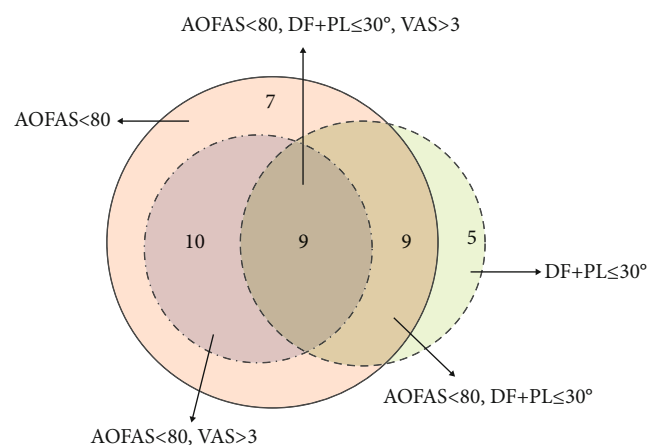 AOFAS<80, DF+PL≤30°, VAS>3
7
AOFAS<80
10
9
9
5
DF+PL≤30°
AOFAS<80, DF+PL≤30°
AOFAS<80, VAS>3